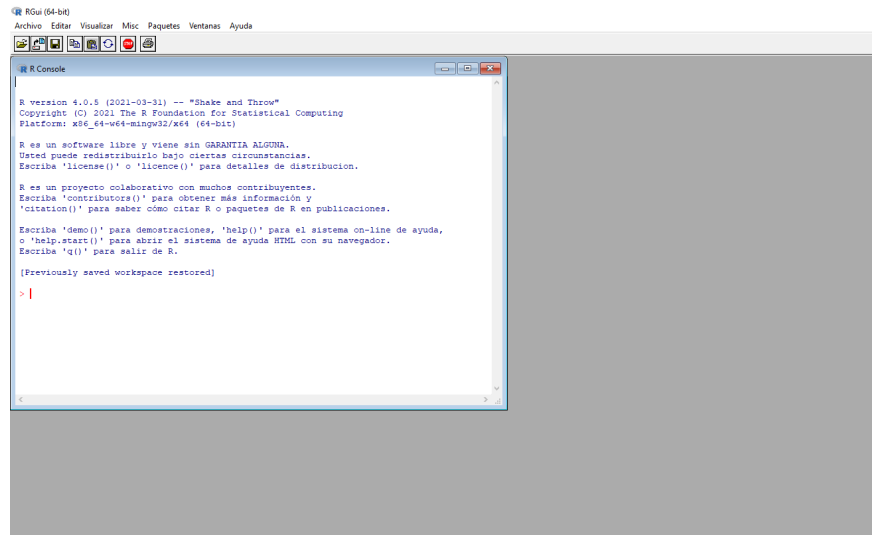 RGui (64-bit)
Archivo Editar Visualizar Misc Paquetes Ventanas Ayuda
R Console
R version 4.0.5 (2021-03-31) -- "Shake and Throw"
Copyright (C) 2021 The R Foundation for Statistical Computing
Platform: x86_64-w64-mingw32/x64 (64-bit)
R es un software libre y viene sin GARANTIA ALGUNA.
Usted puede redistribuirlo bajo ciertas circunstancias.
Escriba 'license()' o 'licence()' para detalles de distribucion.
R es un proyecto colaborativo con muchos contribuyentes.
Escriba 'contributors()' para obtener más información y
'citation()' para saber cómo citar R o paquetes de R en publicaciones.
Escriba 'demo()' para demostraciones, 'help()' para el sistema on-line de ayuda,
o 'help.start()' para abrir el sistema de ayuda HTML con su navegador.
Escriba 'q()' para salir de R.
[Previously saved workspace restored]
>